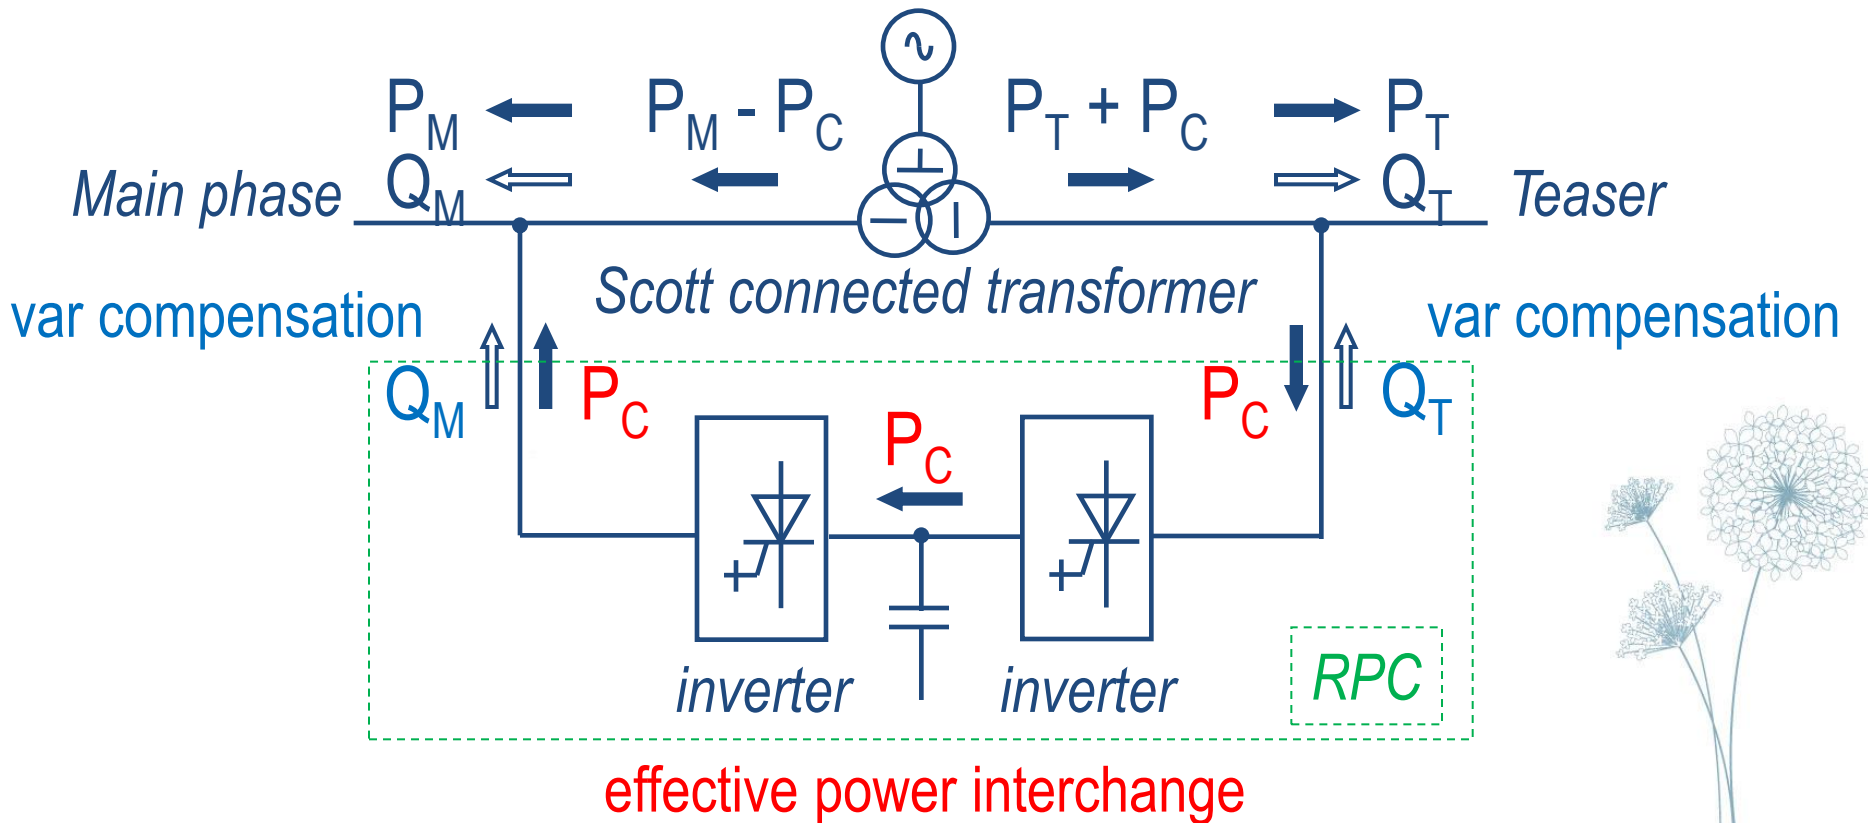 P_M P_M - P_C P_T + P_C P_T
Q_M Q_T
Main phase Teaser
Scott connected transformer
var compensation var compensation
Q_M P_C P_C Q_T
P_C
inverter inverter
RPC
effective power interchange